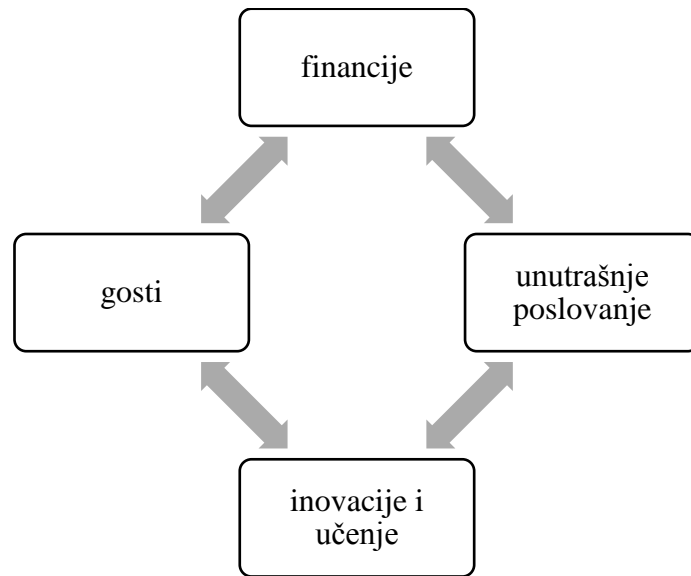 financije
gosti
unutrašnje
poslovanje
inovacije i
učenje